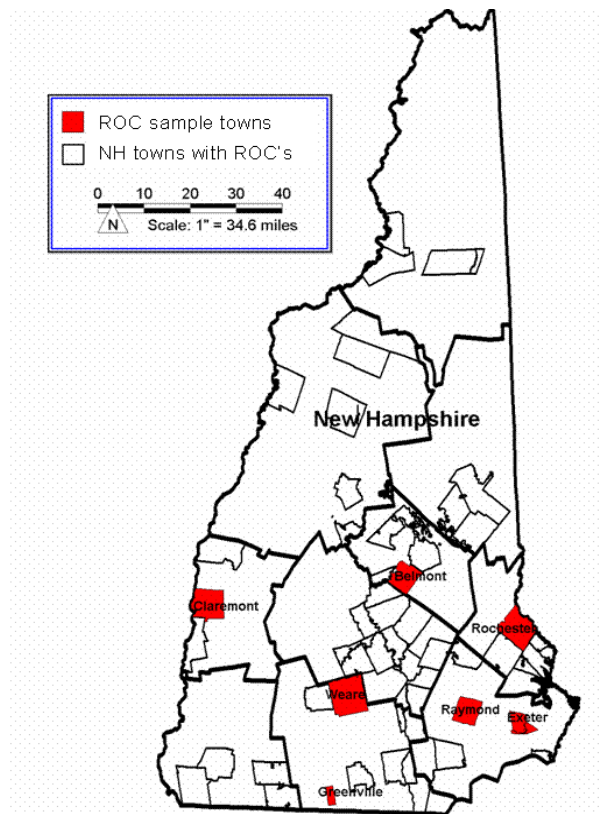 ROC sample towns
NH towns with ROC's
0 10 20 30 40
N
Scale: 1" = 34.6 miles
New Hampshire
Belmont
Claremont
Rochester
Weare
Raymond
Exeter
Greenville